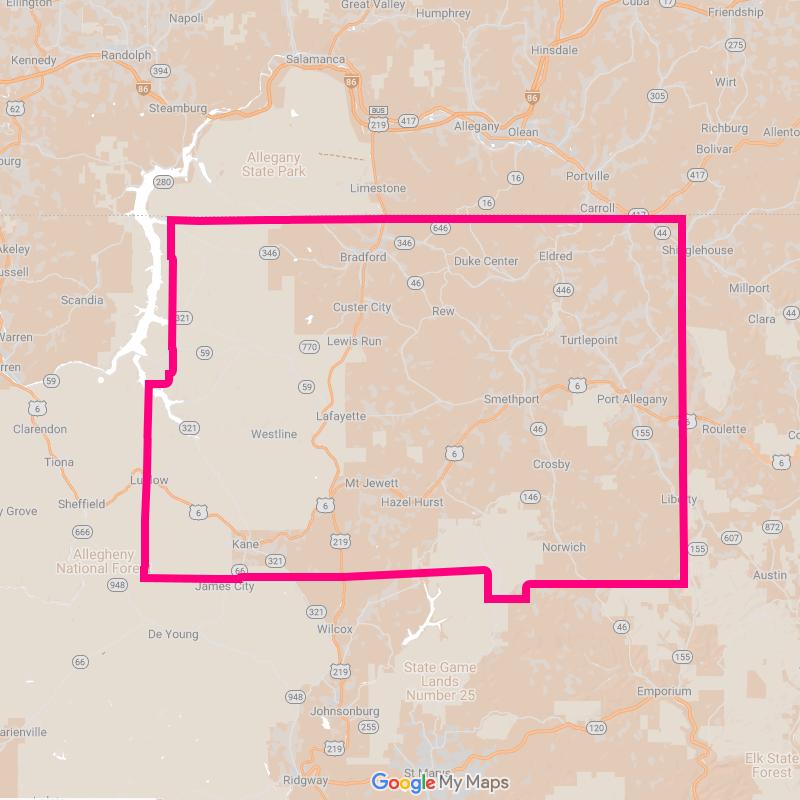 Ellington
Napoli
Great Valley
Humphrey
Cuba
17
Friendship
Kennedy
Randolph
394
86
Salamanca
86
Hinsdale
275
Wirt
305
62
Steamburg
86
BUS
219
417
Allegany
Olean
Richburg
Allento
Bolivar
burg
Allegany
State Park
280
Limestone
16
Portville
417
16
Carroll
417
646
44
Shinglehouse
Akeley
Russell
346
Bradford
346
Duke Center
Eldred
46
446
Millport
Scandia
321
Custer City
Rew
Clara
44
Warren
rren
59
770
Lewis Run
Turtlepoint
59
6
59
Smethport
6
Port Allegany
Clarendon
321
Westline
Lafayette
46
155
6
Roulette
6
Tiona
6
Crosby
Ludlow
Mt Jewett
146
Liberty
Sheffield
6
6
Hazel Hurst
y Grove
666
219
607
872
Allegheny
National Forest
Kane
321
Norwich
155
948
66
James City
Austin
321
Wilcox
De Young
46
66
219
State Game
Lands
Number 25
155
948
Johnsonburg
Emporium
arienville
255
120
219
Elk State
Forest
Ridgway
St Marys
Google My Maps